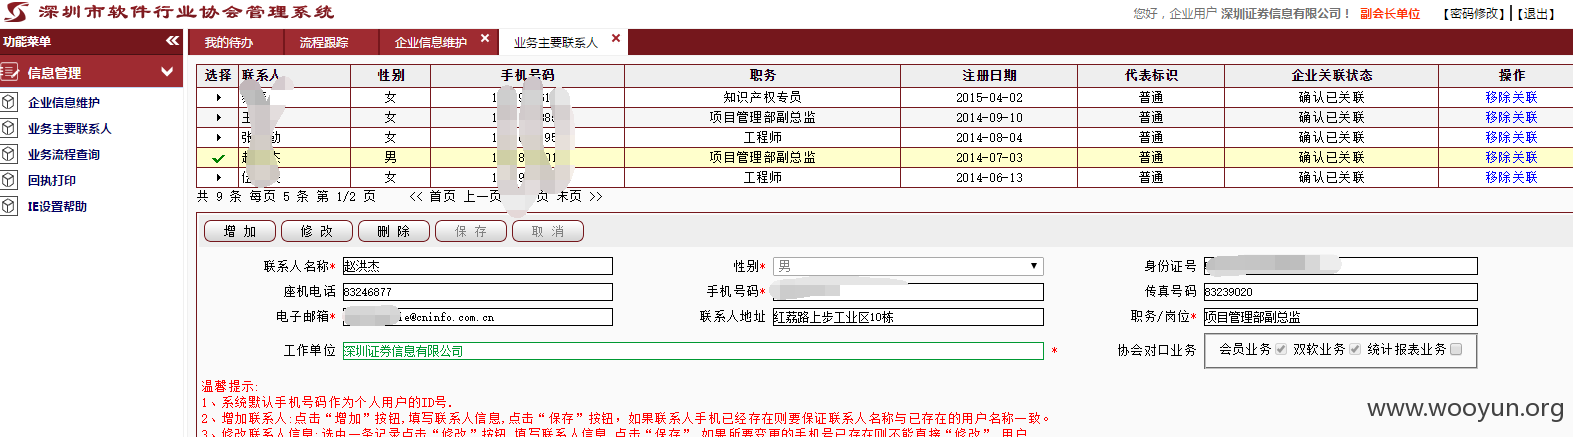 深圳市软件行业协会管理系统
您好，企业用户 深圳证券信息有限公司！ 副会长单位 【密码修改】 | 【退出】
功能菜单 «
我的待办 流程跟踪 企业信息维护 × 业务主要联系人 ×
信息管理
企业信息维护
业务主要联系人
业务流程查询
回执打印
IE设置帮助
选择 联系人 性别 手机号码 职务 注册日期 代表标识 企业关联状态 操作
女 知识产权专员 2015-04-02 普通 确认已关联 移除关联
王 女 项目管理部副总监 2014-09-10 普通 确认已关联 移除关联
张 勤 女 工程师 2014-08-04 普通 确认已关联 移除关联
赵 杰 男 项目管理部副总监 2014-07-03 普通 确认已关联 移除关联
女 工程师 2014-06-13 普通 确认已关联 移除关联
共 9 条 每页 5 条 第 1/2 页 << 首页 上一页 页 末页 >>
增 加 修 改 删 除 保 存 取 消
联系人名称* 赵洪杰 性别* 男 身份证号
座机电话 83246877 手机号码* 传真号码 83239020
电子邮箱* ie@cninfo.com.cn 联系人地址 红荔路上步工业区10栋 职务/岗位* 项目管理部副总监
工作单位 深圳证券信息有限公司 * 协会对口业务 会员业务 双软业务 统计报表业务
温馨提示:
1、系统默认手机号码作为个人用户的ID号.
2、增加联系人:点击“增加”按钮,填写联系人信息,点击“保存”按钮，如果联系人手机已经存在则要保证联系人名称与已存在的用户名称一致。
3、修改联系人信息:选中一条记录点击“修改”按钮,填写联系人信息,点击“保存”,如果所要变更的手机号已存在则不能直接“修改”,用户
www.wooyun.org